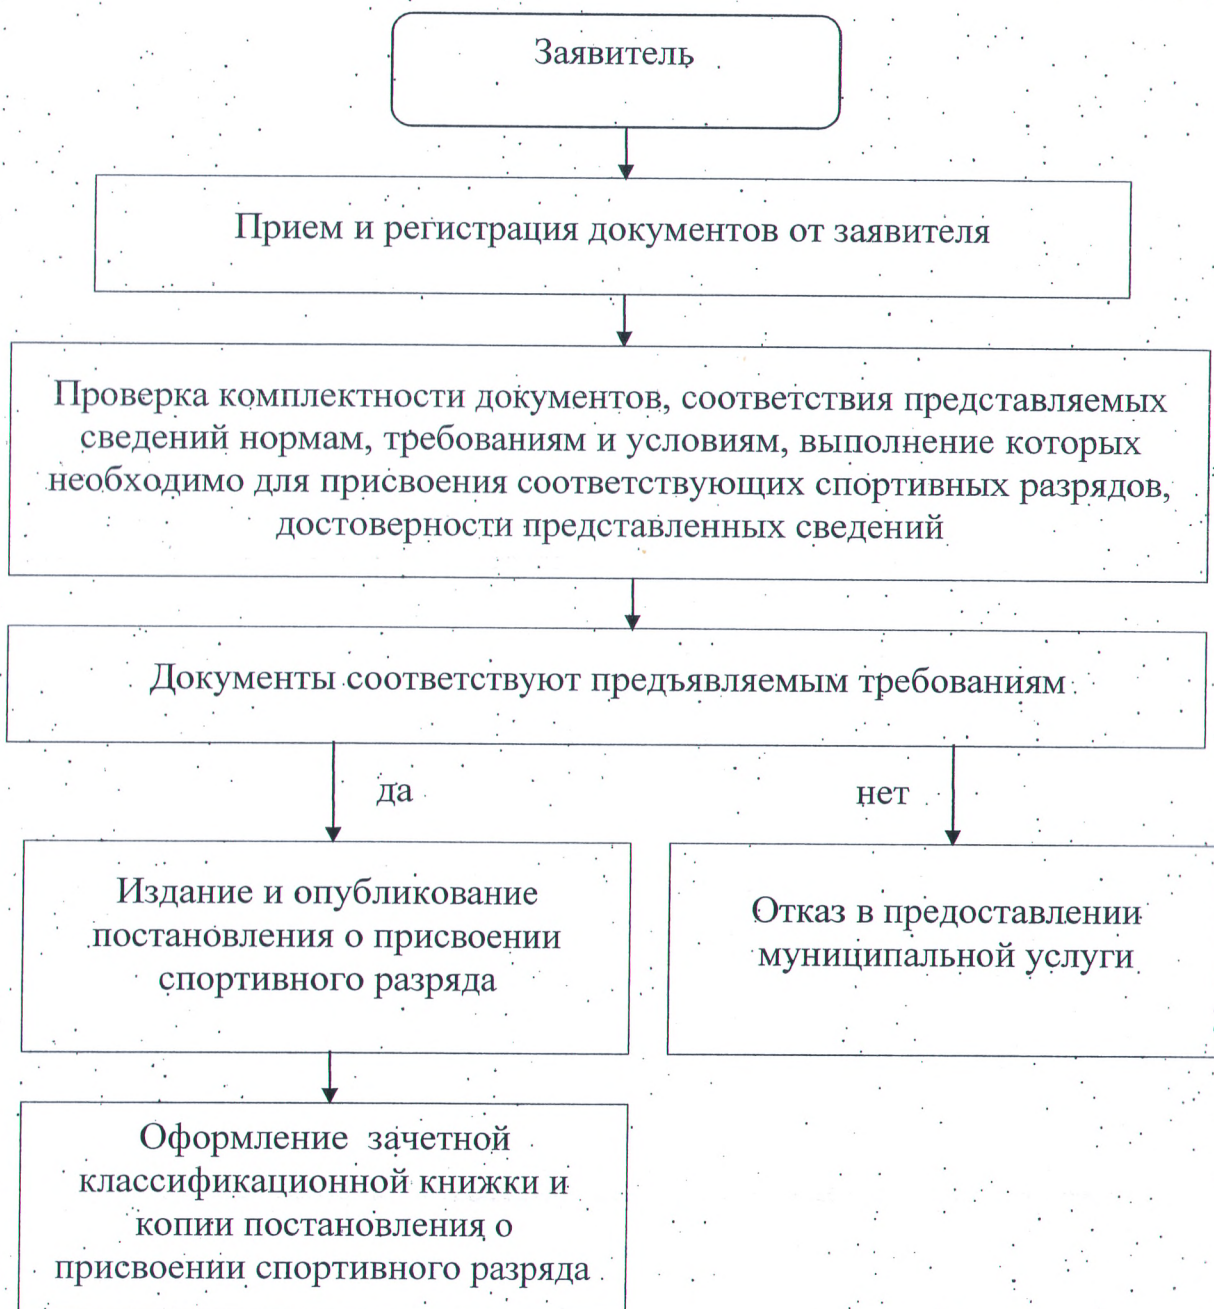 Заявитель
Прием и регистрация документов от заявителя
Проверка комплектности документов, соответствия представляемых
сведений нормам, требованиям и условиям, выполнение которых
необходимо для присвоения соответствующих спортивных разрядов,
достоверности представленных сведений
Документы соответствуют предъявляемым требованиям
да
нет
Издание и опубликование
постановления о присвоении
спортивного разряда
Отказ в предоставлении
муниципальной услуги
Оформление зачетной
классификационной книжки и
копии постановления о
присвоении спортивного разряда